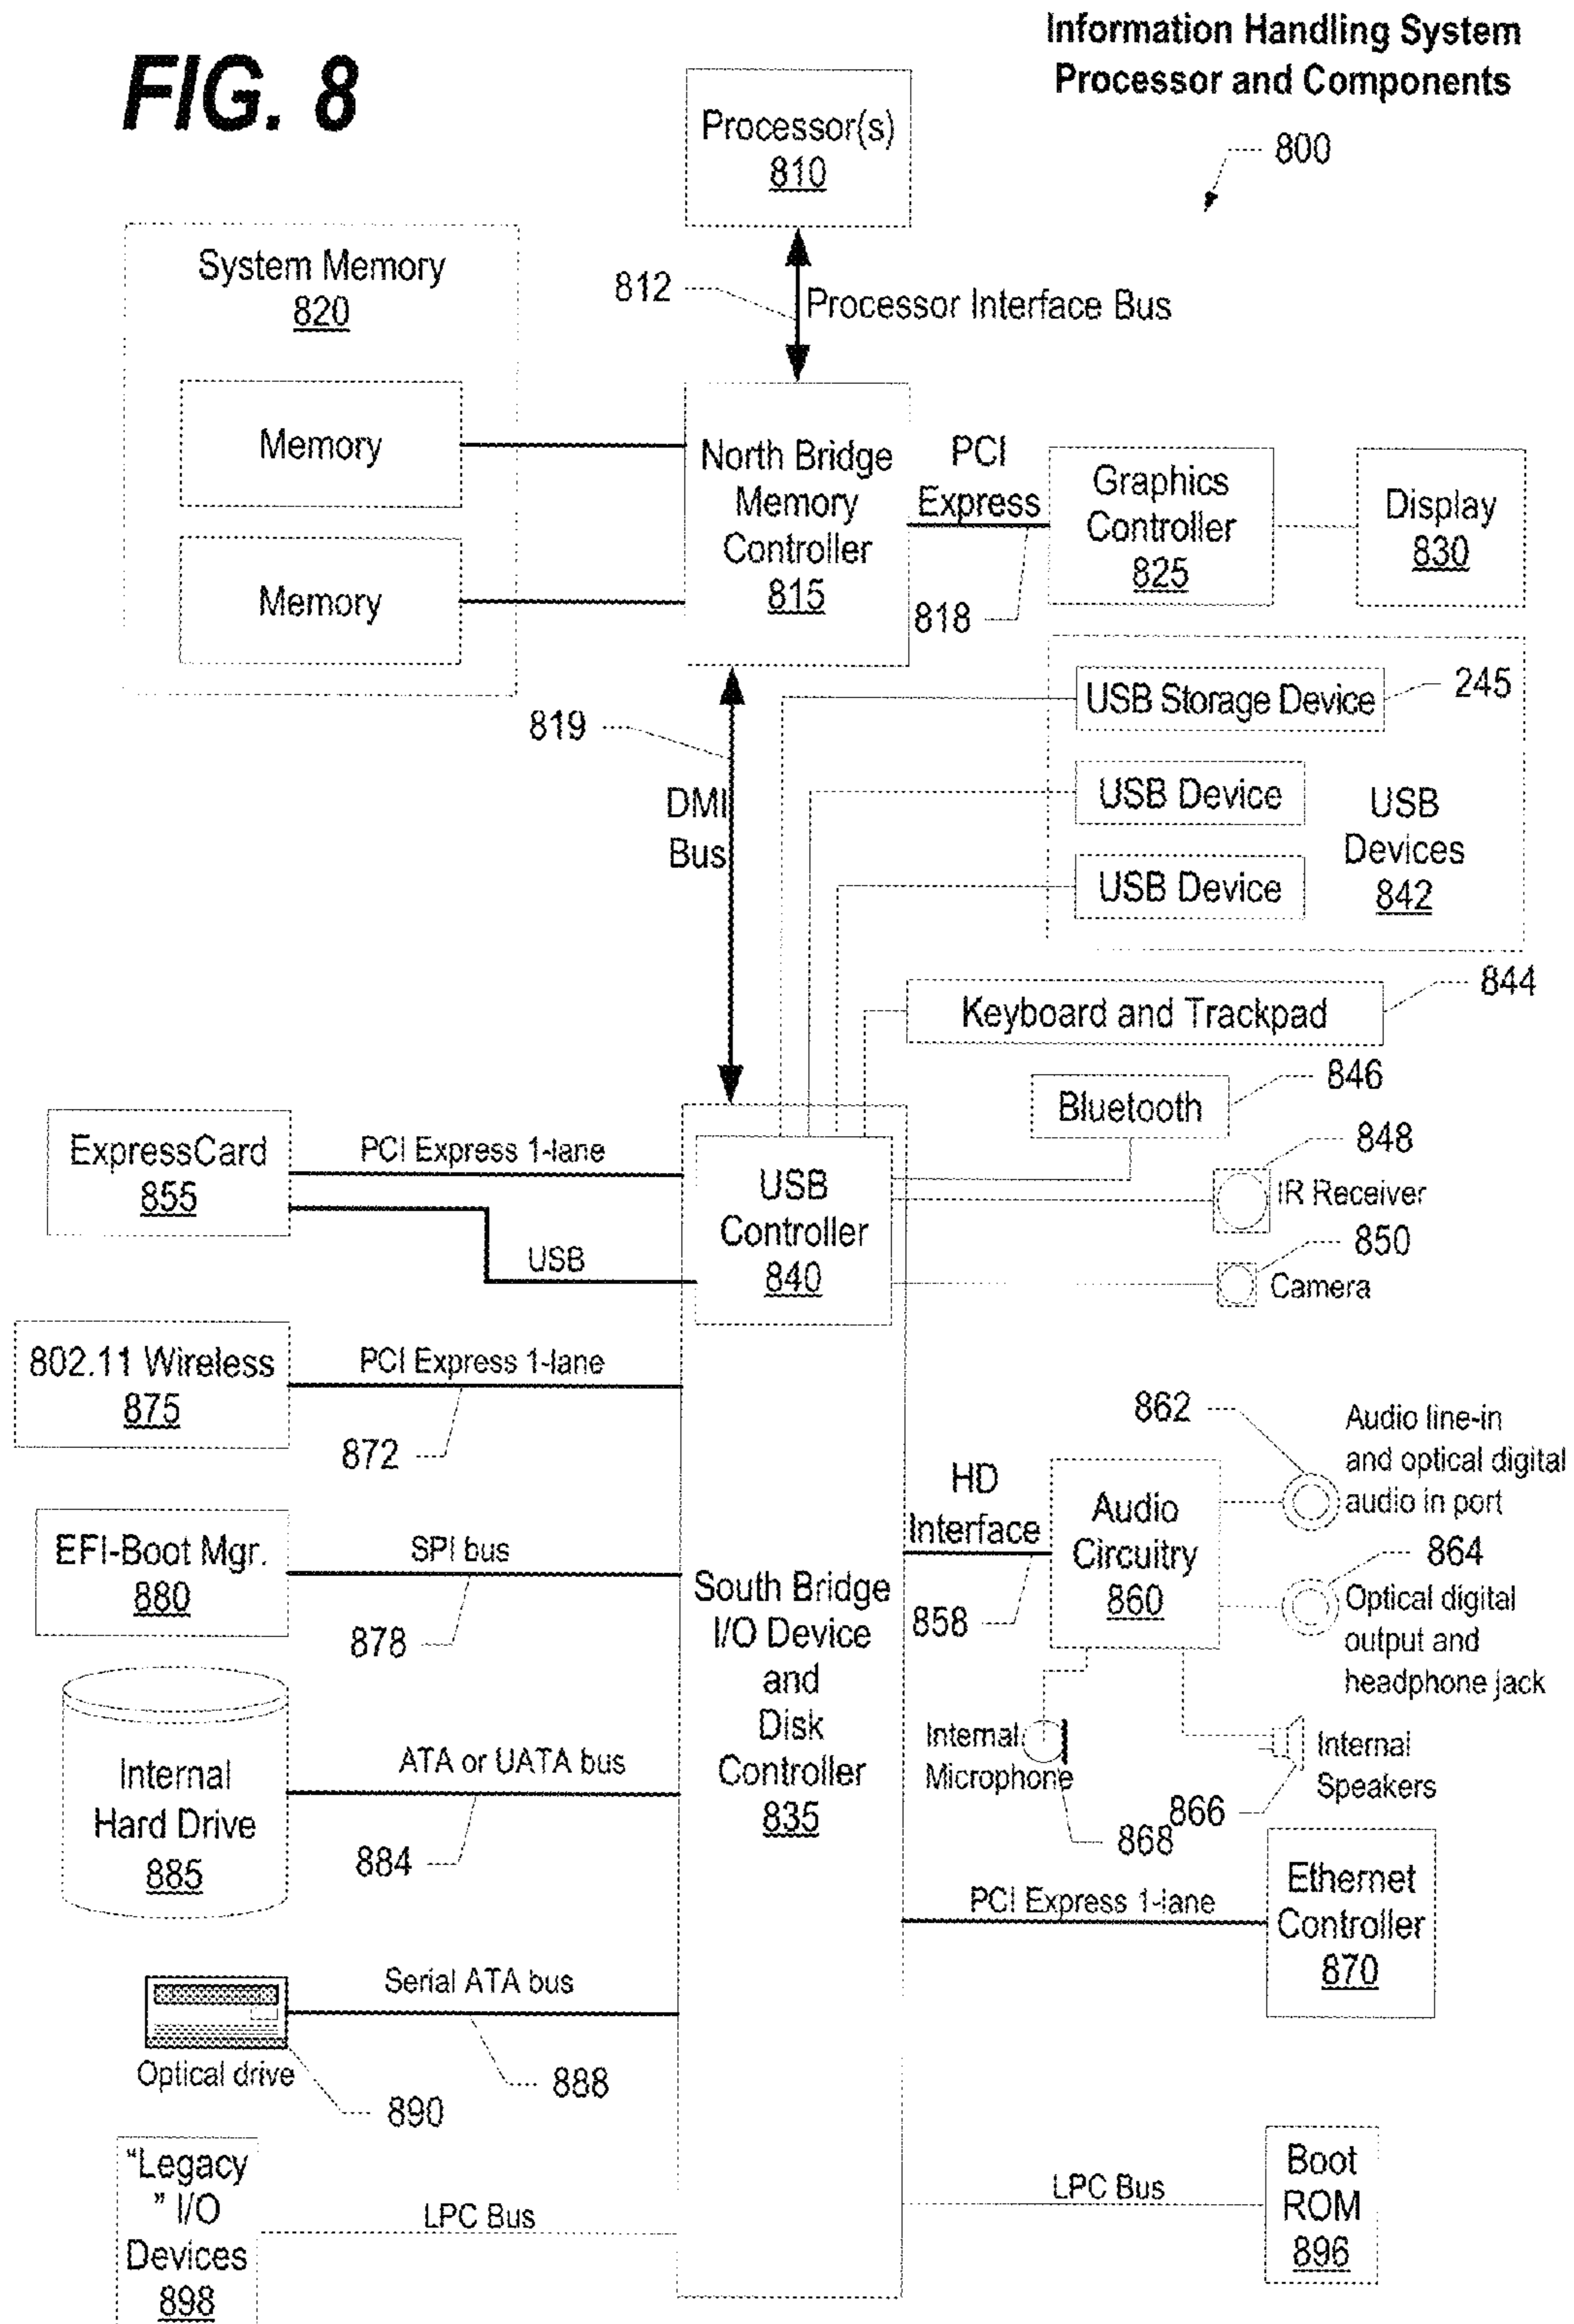 FIG. 8
Information Handling System
Processor and Components
800
Processor(s)
810
812
Processor Interface Bus
System Memory
820
Memory
Memory
North Bridge
Memory
Controller
815
PCI
Express
818
Graphics
Controller
825
Display
830
819
DMI
Bus
USB Storage Device
245
USB Device
USB Device
USB
Devices
842
Keyboard and Trackpad
844
Bluetooth
846
848
IR Receiver
850
Camera
ExpressCard
855
PCI Express 1-lane
USB
USB
Controller
840
802.11 Wireless
875
PCI Express 1-lane
872
EFI-Boot Mgr.
880
SPI bus
878
South Bridge
I/O Device
and
Disk
Controller
835
HD
Interface
858
Audio
Circuitry
860
862
Audio line-in
and optical digital
audio in port
864
Optical digital
output and
headphone jack
Internal
Microphone
868
866
Internal
Speakers
Internal
Hard Drive
885
ATA or UATA bus
884
PCI Express 1-lane
Ethernet
Controller
870
Serial ATA bus
888
Optical drive
890
"Legacy
" I/O
Devices
898
LPC Bus
LPC Bus
Boot
ROM
896